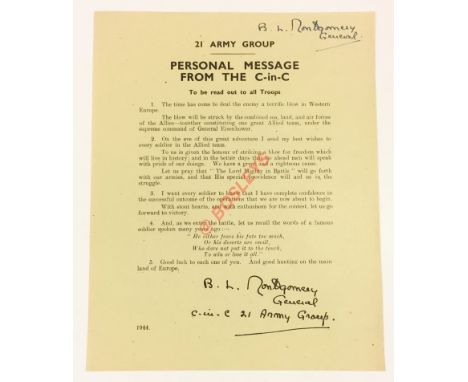 B. L. Montgomery
General.
21 ARMY GROUP
PERSONAL MESSAGE
FROM THE C-in-C
To be read out to all Troops
1. The time has come to deal the enemy a terrific blow in Western
Europe.
The blow will be struck by the combined sea, land, and air forces
of the Allies—together constituting one great Allied team, under the
supreme command of General Eisenhower.
2. On the eve of this great adventure I send my best wishes to
every soldier in the Allied team.
To us is given the honour of striking a blow for freedom which
will live in history; and in the better days that lie ahead men will speak
with pride of our doings. We have a great and a righteous cause.
Let us pray that " The Lord Mighty in Battle " will go forth
with our armies, and that His special providence will aid us in the
struggle.
3. I want every soldier to know that I have complete confidence in
the successful outcome of the operations that we are now about to begin.
With stout hearts, and with enthusiasm for the contest, let us go
forward to victory.
4. And, as we enter the battle, let us recall the words of a famous
soldier spoken many years ago :—
" He either fears his fate too much,
Or his deserts are small,
Who dare not put it to the touch,
To win or lose it all."
5. Good luck to each one of you. And good hunting on the main
land of Europe.
B. L. Montgomery
General
C-in-C 21 Army Group.
1944.
© BOSLEYS